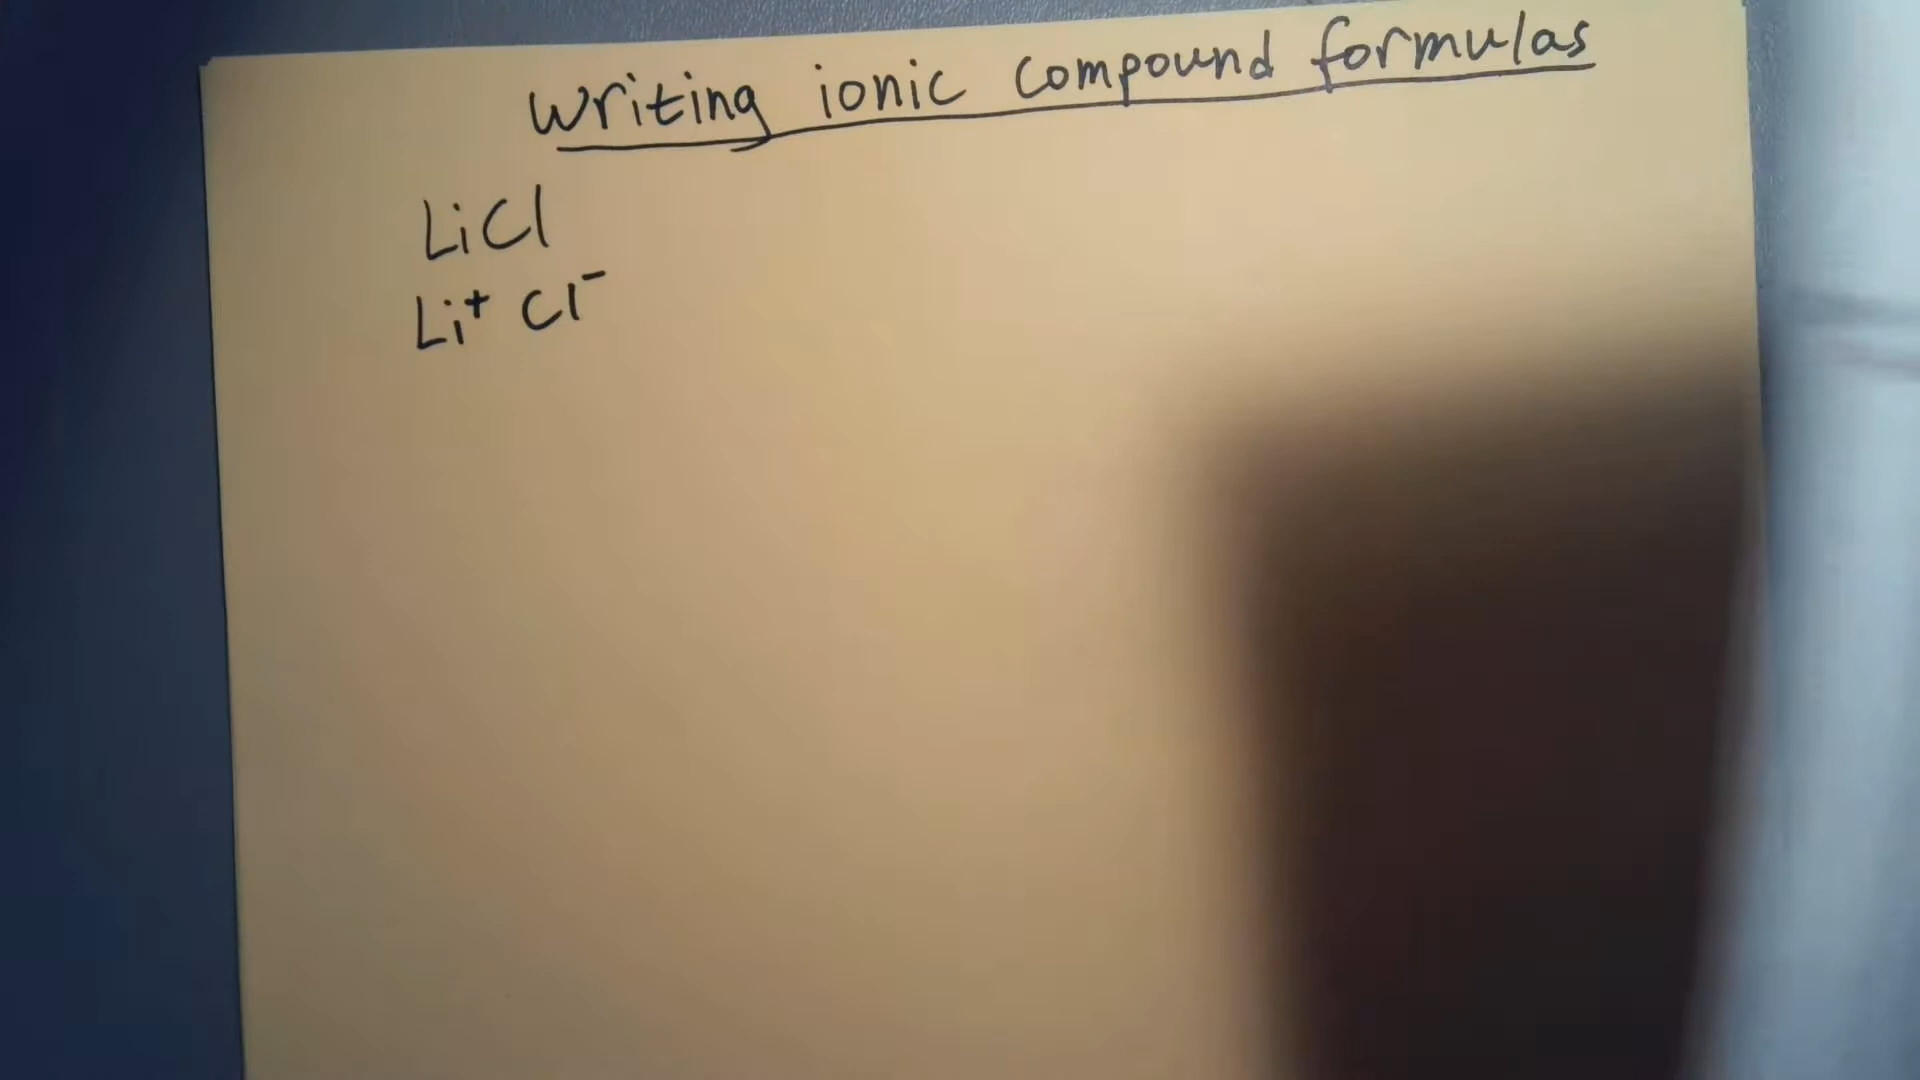 Writing ionic compound formulas
LiCl
Li⁺ Cl⁻